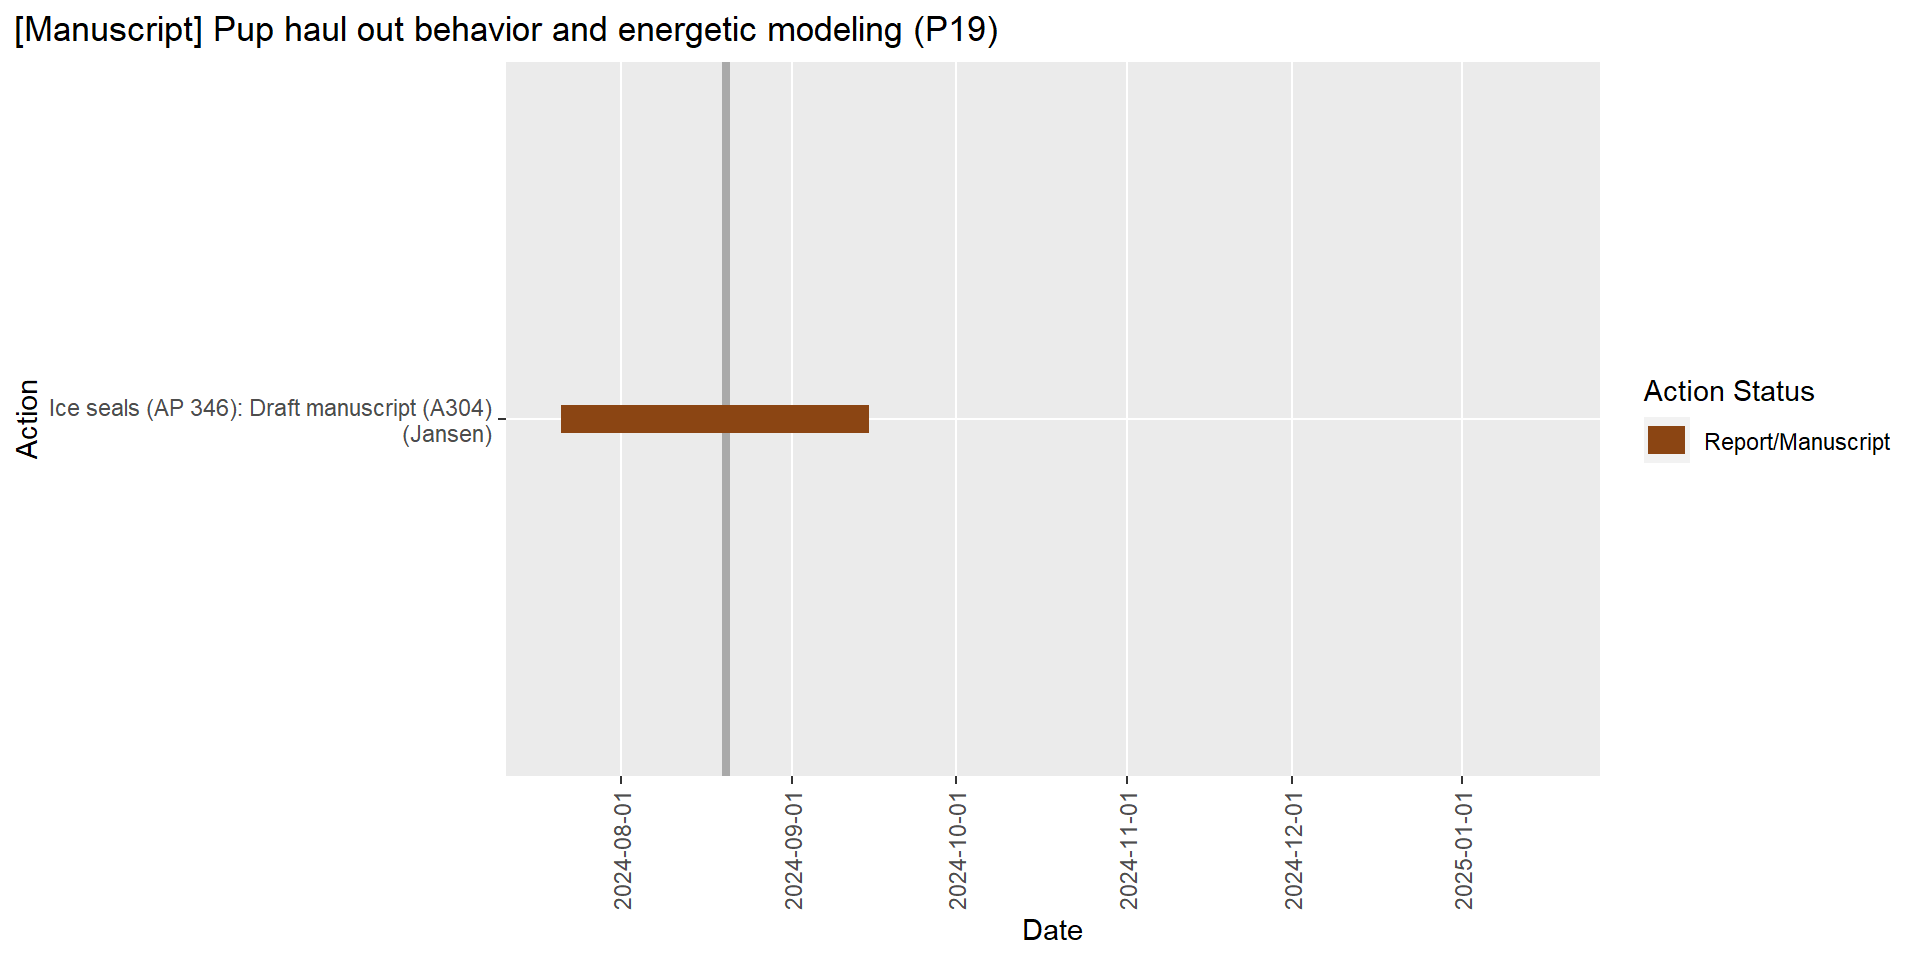 [Manuscript] Pup haul out behavior and energetic modeling (P19)
Action
Ice seals (AP 346): Draft manuscript (A304)
(Jansen)
Action Status
Report/Manuscript
2024-08-01
2024-09-01
2024-10-01
2024-11-01
2024-12-01
2025-01-01
Date